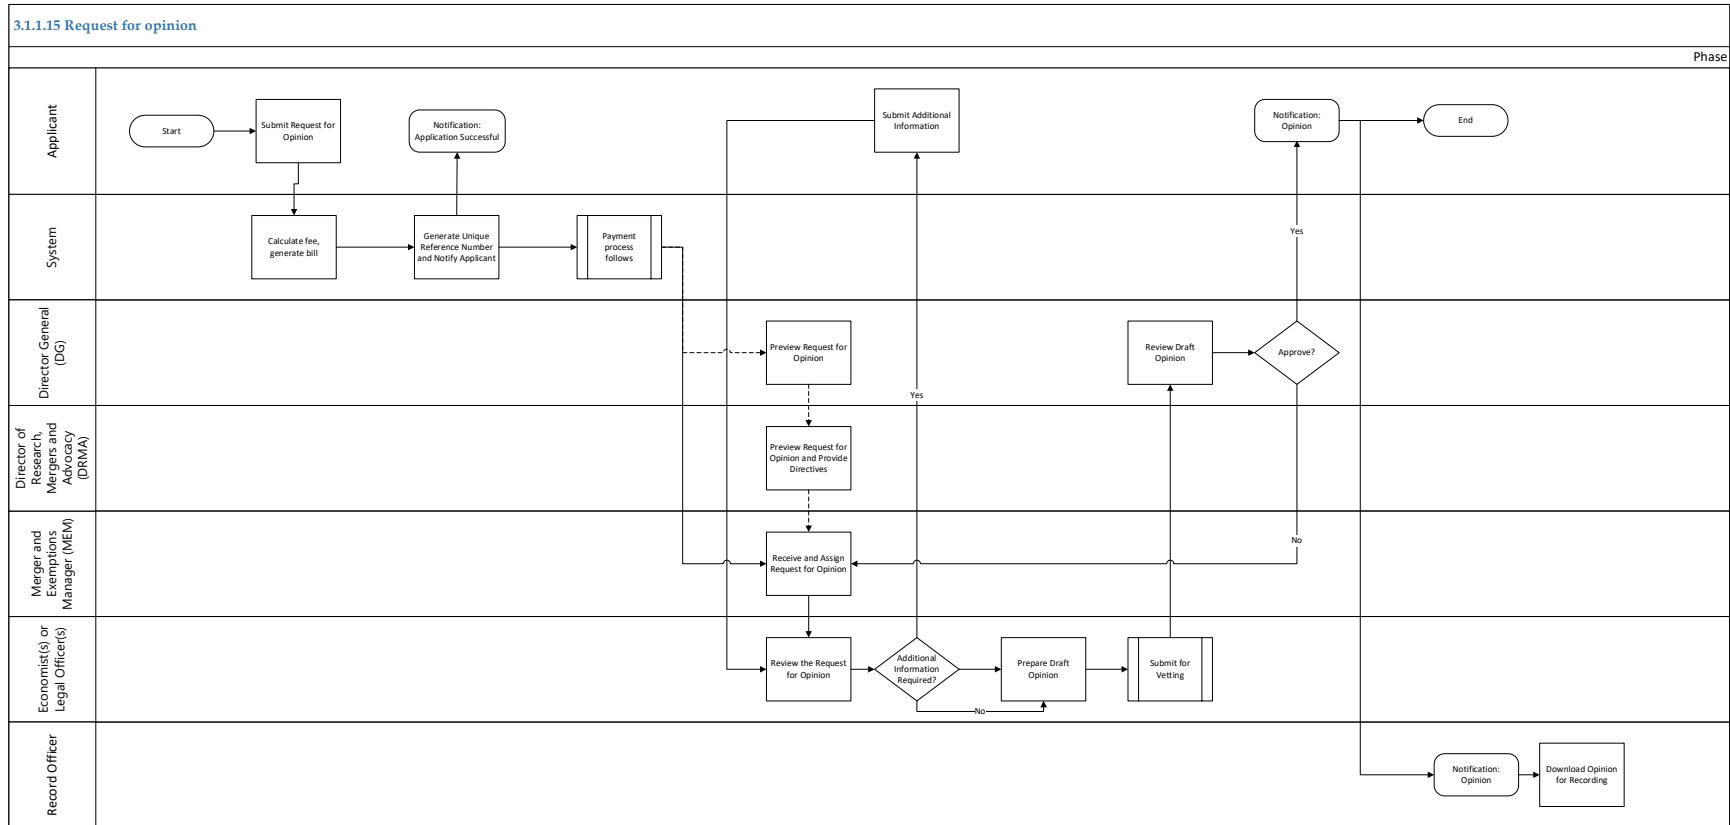 3.1.1.15 Request for opinion
Phase
Applicant
Start
Submit Request for
Opinion
Notification:
Application Successful
Submit Additional
Information
Notification:
Opinion
End
System
Calculate fee,
generate bill
Generate Unique
Reference Number
and Notify Applicant
Payment
process
follows
Yes
Director General
(DG)
Preview Request for
Opinion
Review Draft
Opinion
Approve?
Yes
Director of
Research,
Mergers and
Advocacy
(DRMA)
Preview Request for
Opinion and Provide
Directives
Merger and
Exemptions
Manager (MEM)
Receive and Assign
Request for Opinion
No
Economist(s) or
Legal Officer(s)
Review the Request
for Opinion
Additional
Information
Required?
Prepare Draft
Opinion
Submit for
Vetting
No
Record Officer
Notification:
Opinion
Download Opinion
for Recording